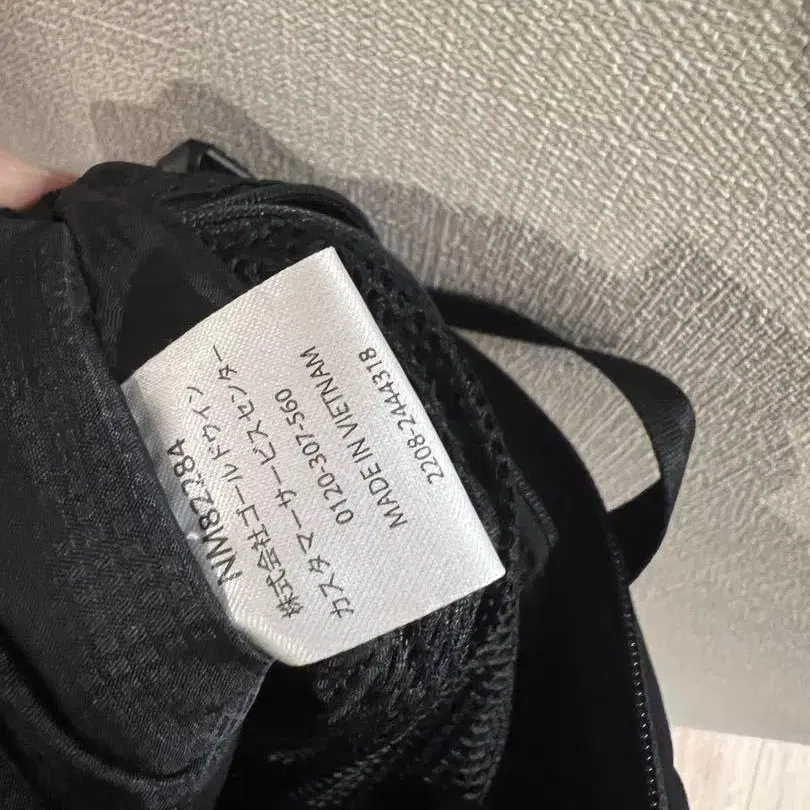 NM82284
株式会社ゴールドウイン
カスタマーサービスセンター
0120-307-560
MADE IN VIETNAM
2208-2444318